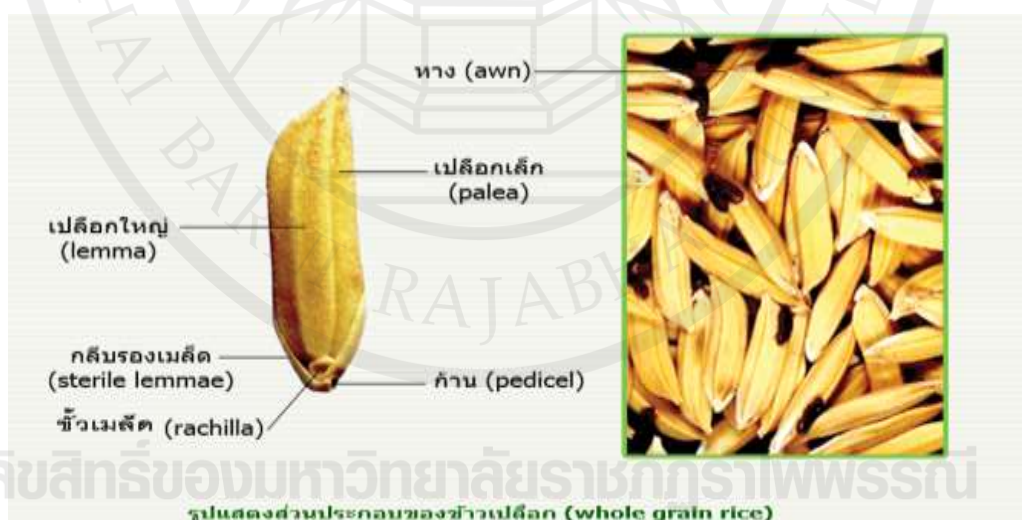 หาง (awn)
เปลือกเล็ก
(palea)
เปลือกใหญ่
(lemma)
กลีบรองเมล็ด
(sterile lemmae)
ก้าน (pedicel)
ขั้วเมล็ด (rachilla)
RAJABHA
ลิขสิทธิ์ของมหาวิทยาลัยราชภัฏรำไพพรรณี
รูปแสดงส่วนประกอบของข้าวเปลือก (whole grain rice)